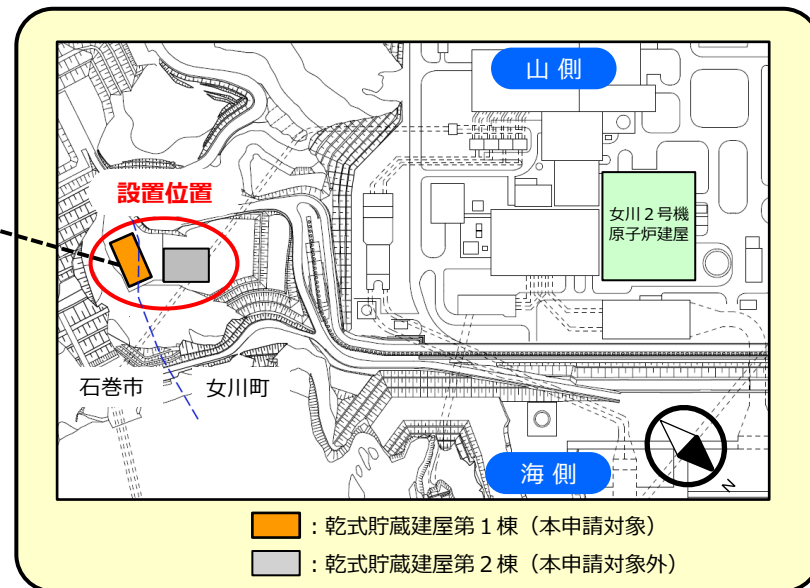 山 側
設置位置
女川２号機
原子炉建屋
石巻市
女川町
海 側
N
：乾式貯蔵建屋第１棟（本申請対象）
：乾式貯蔵建屋第２棟（本申請対象外）